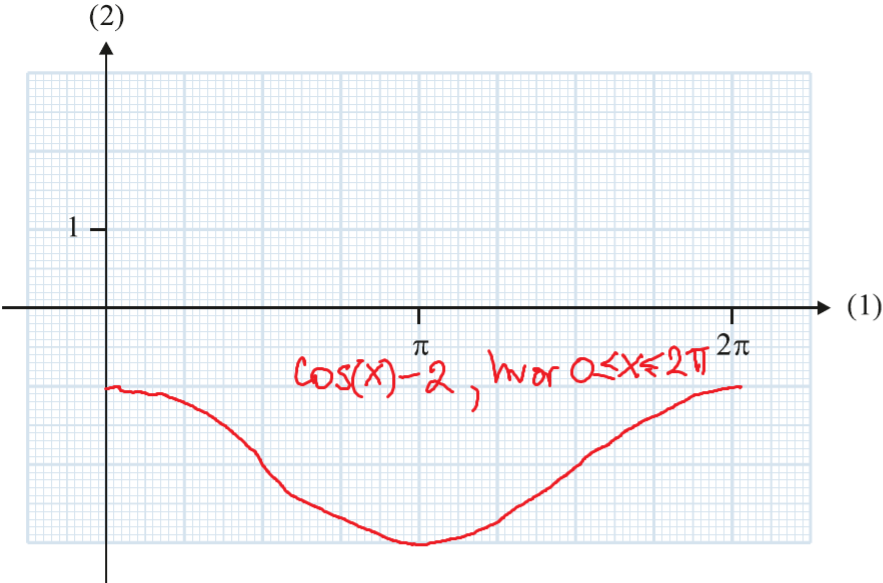 (2)
1
(1)
π
2π
cos(x)-2, hvor 0≤x≤2π